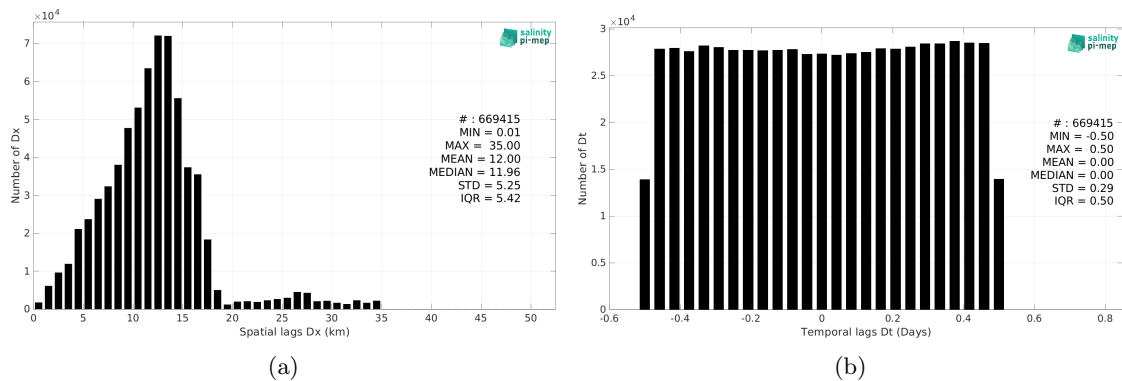 ×10⁴
7
6
5
4
3
2
1
0
Number of Dx
0 5 10 15 20 25 30 35 40 45 50
Spatial lags Dx (km)
salinity
pi-mep
# : 669415
MIN = 0.01
MAX = 35.00
MEAN = 12.00
MEDIAN = 11.96
STD = 5.25
IQR = 5.42
(a)
×10⁴
3
2.5
2
1.5
1
0.5
0
Number of Dt
-0.6 -0.4 -0.2 0 0.2 0.4 0.6 0.8
Temporal lags Dt (Days)
salinity
pi-mep
# : 669415
MIN = -0.50
MAX = 0.50
MEAN = 0.00
MEDIAN = 0.00
STD = 0.29
IQR = 0.50
(b)